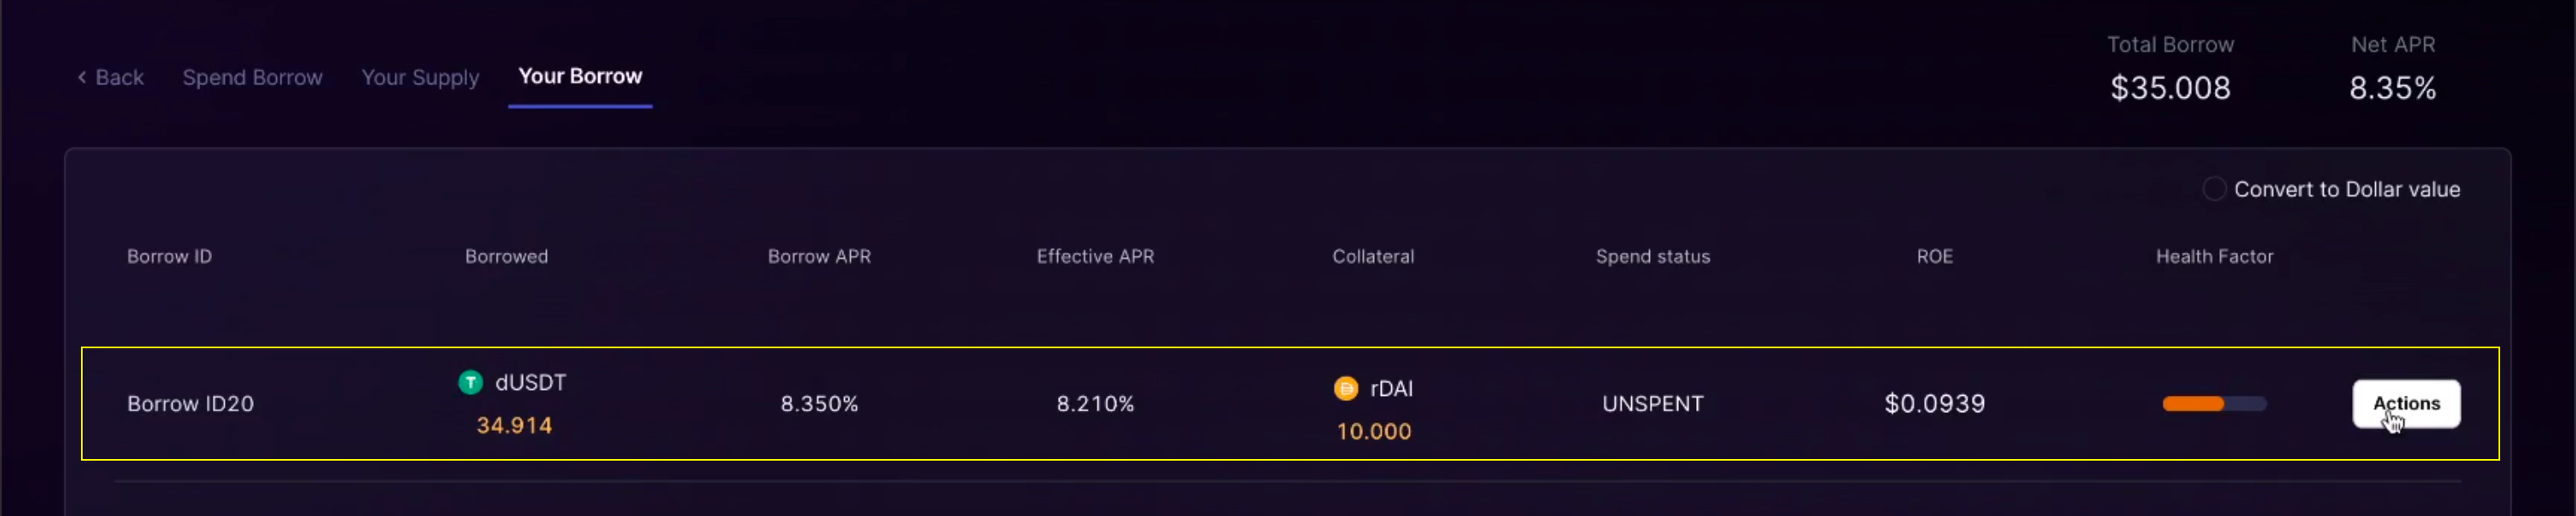 Total Borrow Net APR
< Back Spend Borrow Your Supply Your Borrow
$35.008 8.35%
Convert to Dollar value
Borrow ID Borrowed Borrow APR Effective APR Collateral Spend status ROE Health Factor
dUSDT rDAI
Borrow ID20 8.350% 8.210% UNSPENT $0.0939 Actions
34.914 10.000